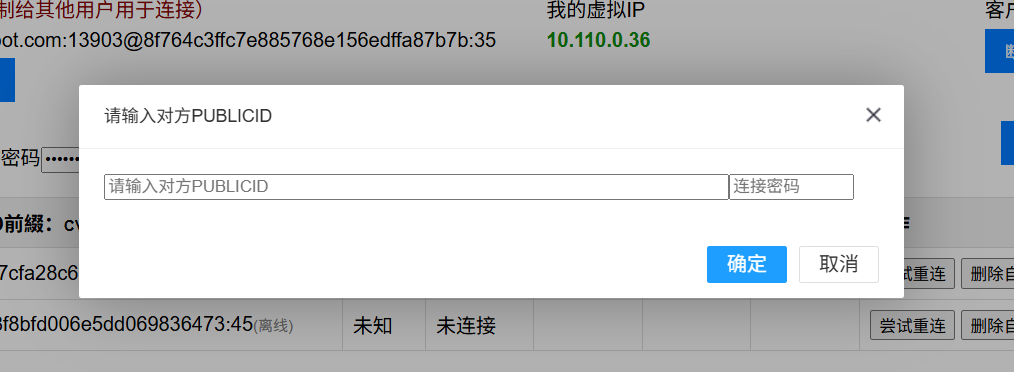 制给其他用户用于连接）
我的虚拟IP
客户
oot.com:13903@8f764c3ffc7e885768e156edffa87b7b:35
10.110.0.36
请输入对方PUBLICID
密码
请输入对方PUBLICID
连接密码
D前綴：cv
确定
取消
7cfa28c6
试重连
删除自
8f8bfd006e5dd069836473:45(离线)
未知
未连接
尝试重连
删除自